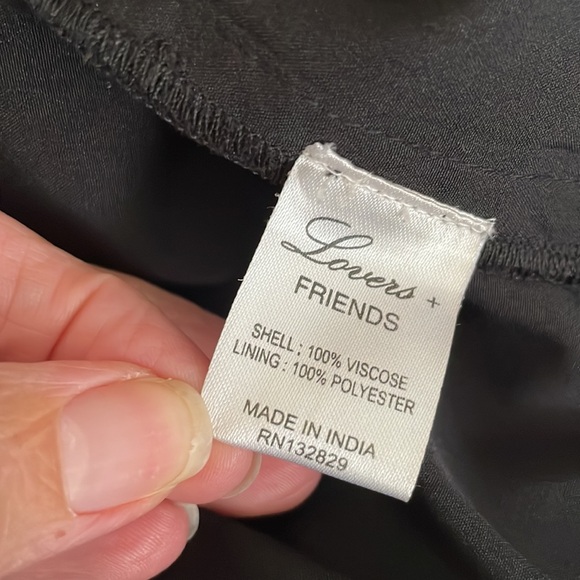 Lovers +
FRIENDS
SHELL : 100% VISCOSE
LINING : 100% POLYESTER
MADE IN INDIA
RN132829